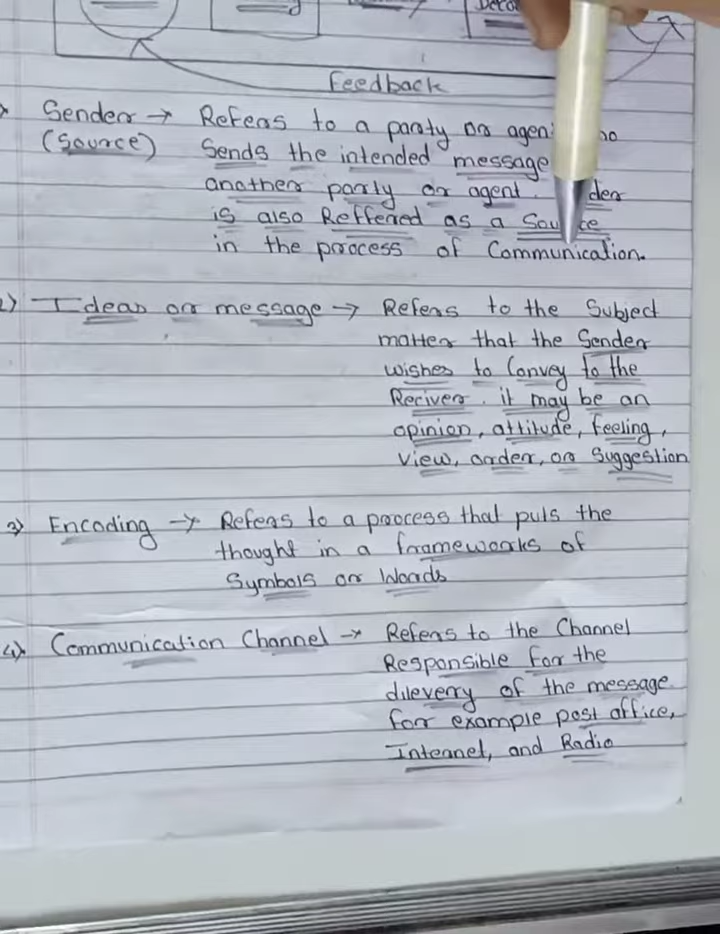 Feedback
Sender → Refers to a party or agent
(Source) Sends the intended message
another party or agent.
is also Reffered as a Source
in the process of Communication.
2) Ideas or message → Refers to the Subject
matter that the Sender
wishes to Convey to the
Reciver. it may be an
opinion, attitude, feeling,
View, order, or Suggestion
3) Encoding → Refers to a process that puts the
thought in a frameworks of
Symbols or Words
4) Communication Channel → Refers to the Channel
Responsible for the
dilevery of the message.
for example post office,
Internet, and Radio